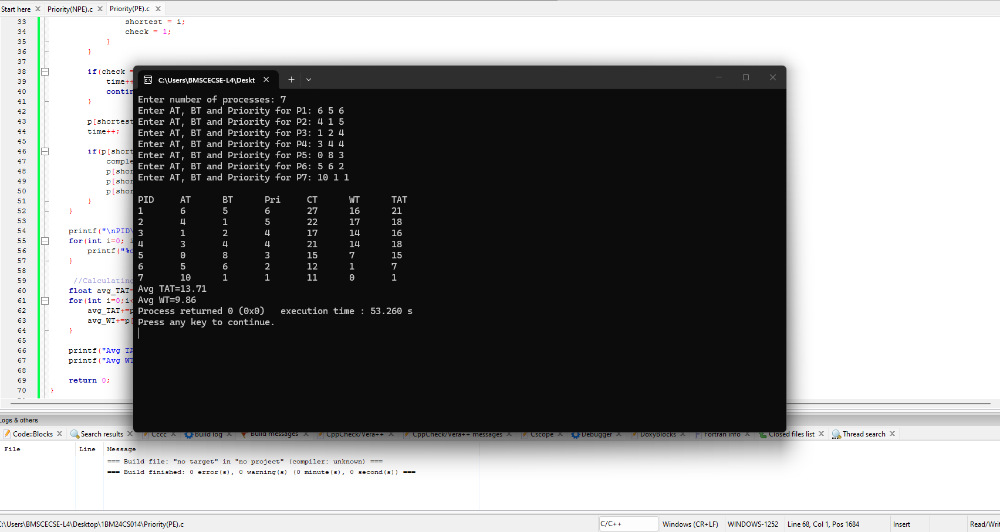 Start here Priority(NPE).c Priority(PE).c
33 shortest = i;
34 check = 1;
35 }
36 }
37
38 if(check =
39 time++
40 contin
41 }
42
43 p[shortest
44 time++;
45
46 if(p[short
47 comple
48 p[shor
49 p[shor
50 p[shor
51 }
52 }
53
54 printf("\nPID\
55 for(int i=0; i
56 printf("%d
57 }
58
59 //Calculating
60 float avg_TAT=
61 for(int i=0;i<
62 avg_TAT+=p
63 avg_WT+=p[
64 }
65
66 printf("Avg TA
67 printf("Avg WT
68
69 return 0;
70 }
C:\Users\BMSCECSE-L4\Deskt
Enter number of processes: 7
Enter AT, BT and Priority for P1: 6 5 6
Enter AT, BT and Priority for P2: 4 1 5
Enter AT, BT and Priority for P3: 1 2 4
Enter AT, BT and Priority for P4: 3 4 4
Enter AT, BT and Priority for P5: 0 8 3
Enter AT, BT and Priority for P6: 5 6 2
Enter AT, BT and Priority for P7: 10 1 1
PID AT BT Pri CT WT TAT
1 6 5 6 27 16 21
2 4 1 5 22 17 18
3 1 2 4 17 14 16
4 3 4 4 21 14 18
5 0 8 3 15 7 15
6 5 6 2 12 1 7
7 10 1 1 11 0 1
Avg TAT=13.71
Avg WT=9.86
Process returned 0 (0x0) execution time : 53.260 s
Press any key to continue.
Logs & others
Code::Blocks Search results Cccc Build log Build messages CppCheck/Vera++ CppCheck/Vera++ messages Cscope Debugger DoxyBlocks Fortran info Closed files list Thread search
File Line Message
=== Build file: "no target" in "no project" (compiler: unknown) ===
=== Build finished: 0 error(s), 0 warning(s) (0 minute(s), 0 second(s)) ===
C:\Users\BMSCECSE-L4\Desktop\1BM24CS014\Priority(PE).c C/C++ Windows (CR+LF) WINDOWS-1252 Line 68, Col 1, Pos 1684 Insert Read/Wri